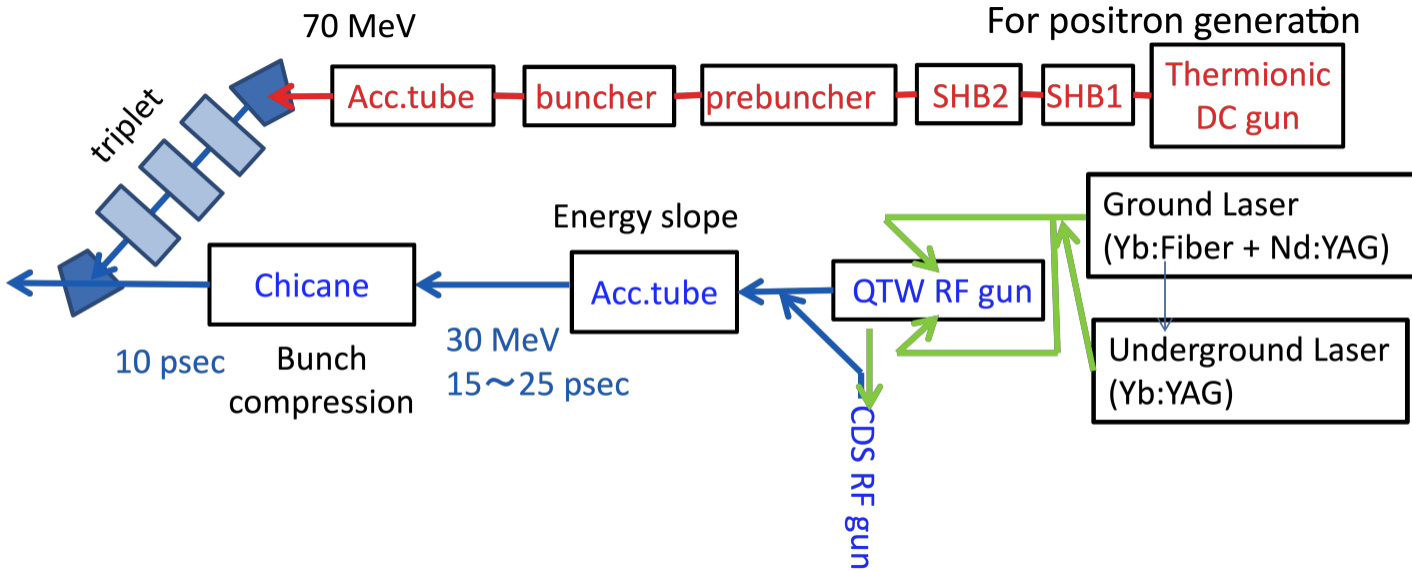 For positron generation
70 MeV
Acc.tube
buncher
prebuncher
SHB2
SHB1
Thermionic
DC gun
triplet
Ground Laser
(Yb:Fiber + Nd:YAG)
Energy slope
Chicane
Acc.tube
QTW RF gun
10 psec
Bunch
compression
30 MeV
15～25 psec
Underground Laser
(Yb:YAG)
CDS RF gun